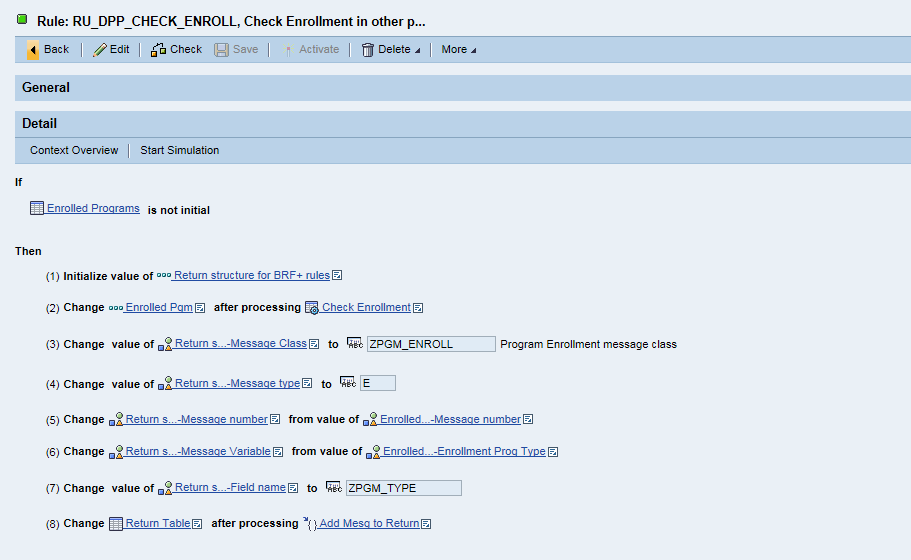 Rule: RU_DPP_CHECK_ENROLL, Check Enrollment in other p...
Back Edit Check Save Activate Delete More
General
Detail
Context Overview Start Simulation
If
Enrolled Programs is not initial
Then
(1) Initialize value of Return structure for BRF+ rules
(2) Change Enrolled Pgm after processing Check Enrollment
(3) Change value of Return s...-Message Class to ABC ZPGM_ENROLL Program Enrollment message class
(4) Change value of Return s...-Message type to ABC E
(5) Change Return s...-Message number from value of Enrolled...-Message number
(6) Change Return s...-Message Variable from value of Enrolled...-Enrollment Prog Type
(7) Change value of Return s...-Field name to ABC ZPGM_TYPE
(8) Change Return Table after processing Add Mesg to Return